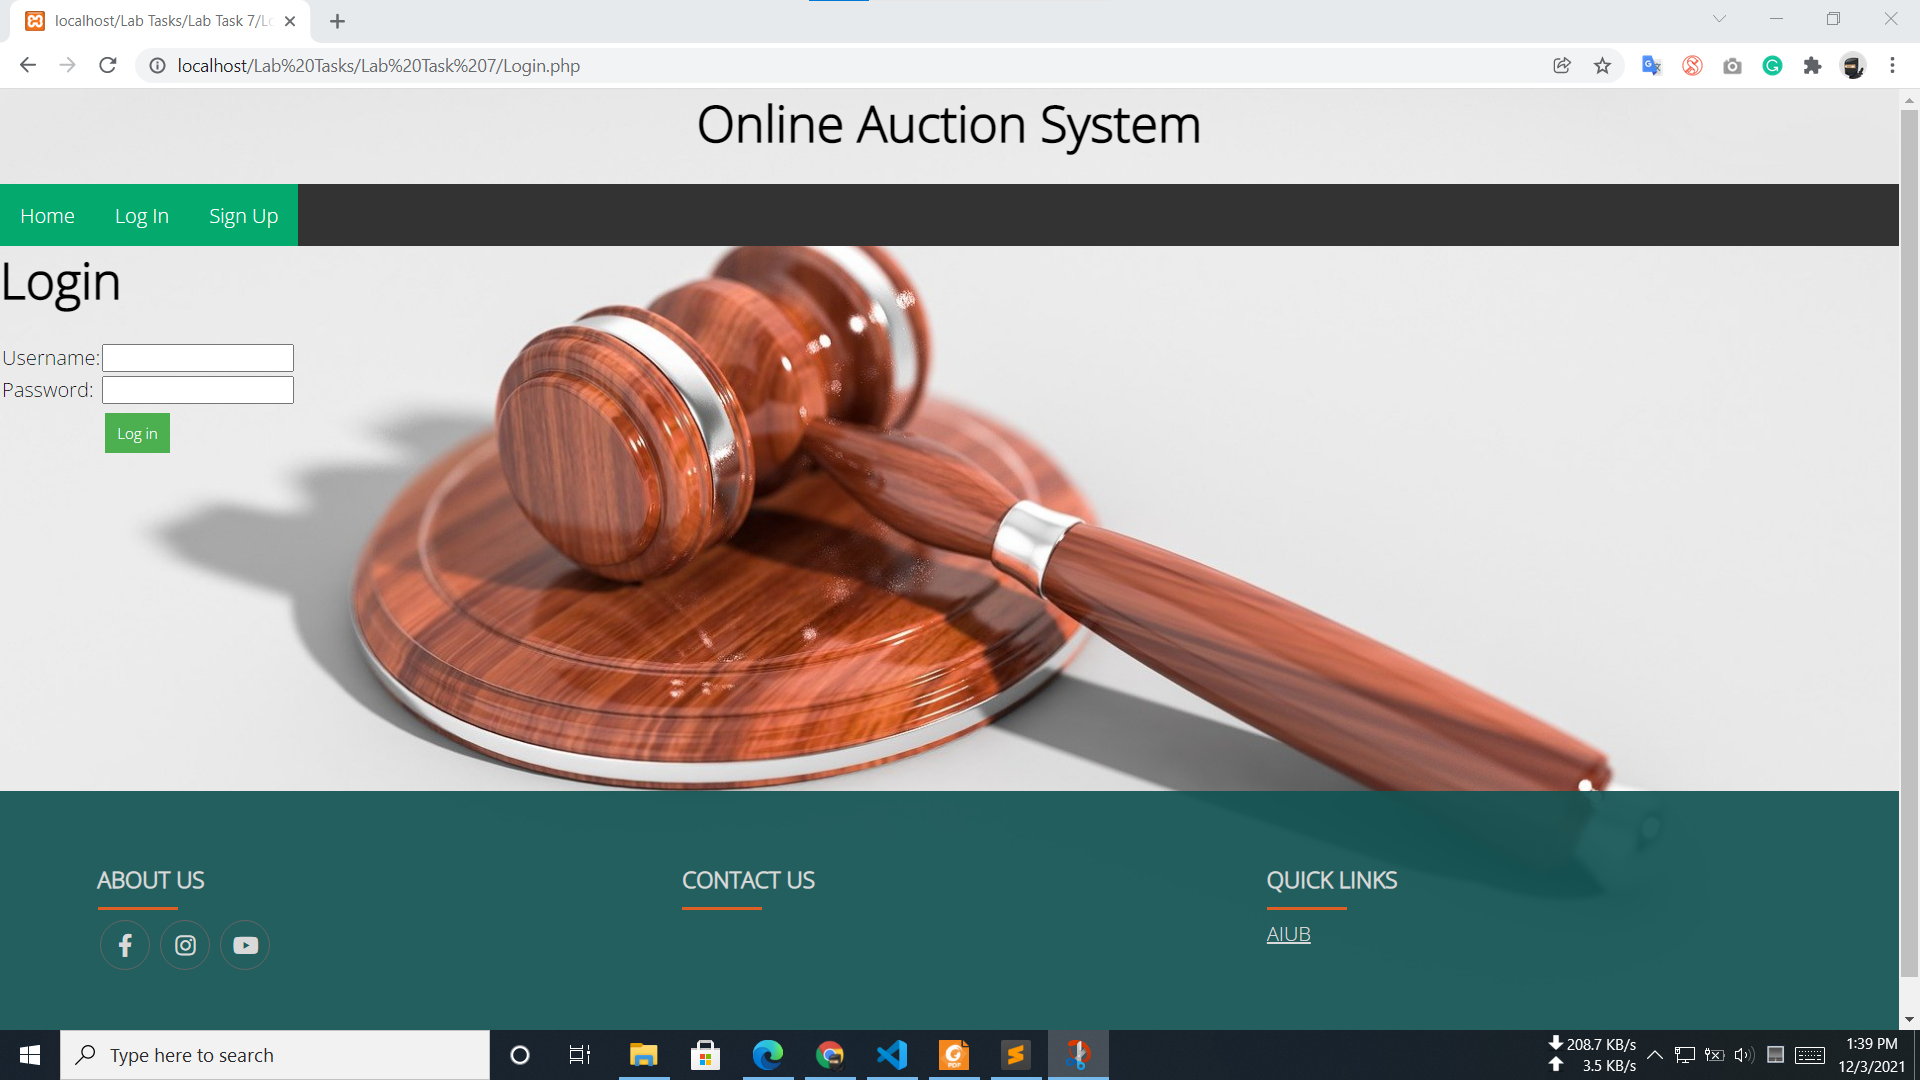 localhost/Lab Tasks/Lab Task 7/Lo
localhost/Lab%20Tasks/Lab%20Task%207/Login.php
Online Auction System
Home Log In Sign Up
Login
Username:
Password:
Log in
ABOUT US CONTACT US QUICK LINKS
AIUB
Type here to search
208.7 KB/s
3.5 KB/s
1:39 PM
12/3/2021